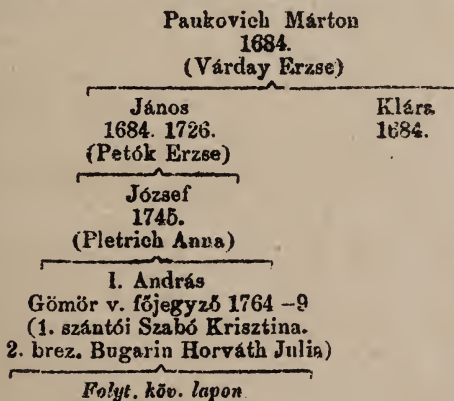 Paukovich Márton
1684.
(Várday Erzse)
János Klára
1684. 1726. 1684.
(Petók Erzse)
József
1745.
(Pletrich Anna)
I. András
Gömör v. főjegyző 1764–9
(1. szántói Szabó Krisztina.
2. brez. Bugarin Horváth Julia)
Folyt. köv. lapon